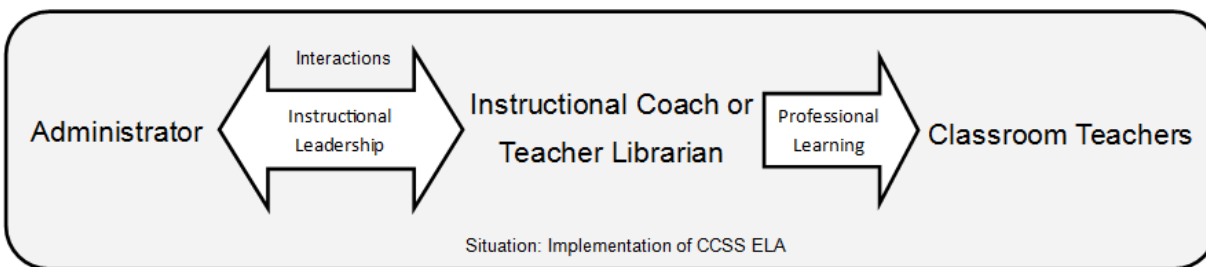 Interactions
Administrator
Instructional
Leadership
Instructional Coach or
Teacher Librarian
Professional
Learning
Classroom Teachers
Situation: Implementation of CCSS ELA